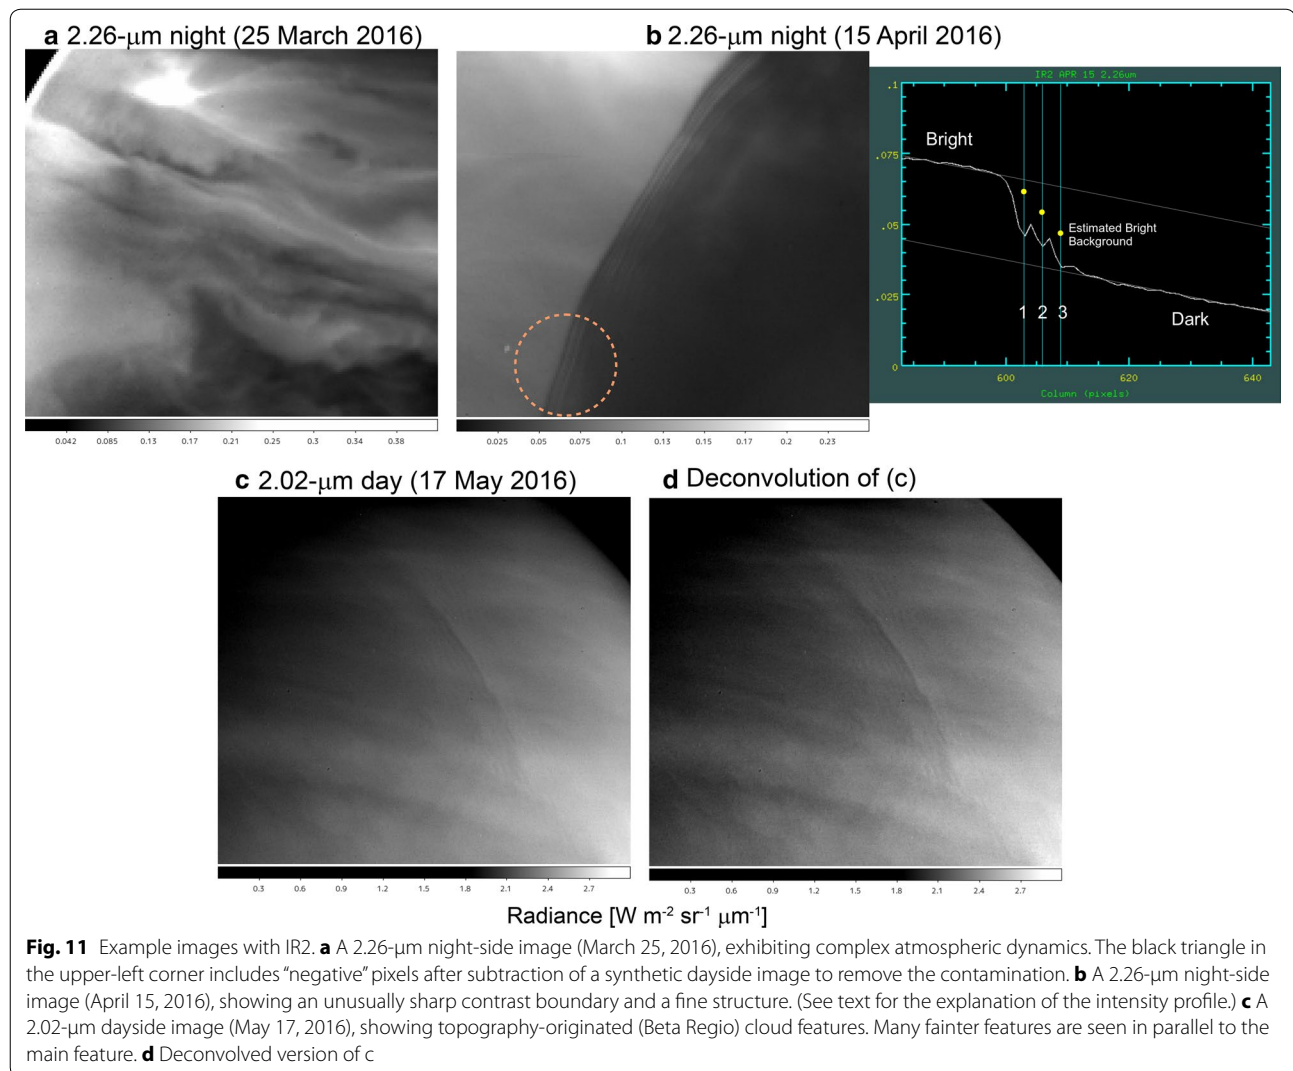 a 2.26-μm night (25 March 2016)
b 2.26-μm night (15 April 2016)
IR2 APR 15 2.26um
.1
.075
.05
.025
0
Bright
Estimated Bright
Background
1 2 3
Dark
600 620 640
Column (pixels)
0.042 0.085 0.13 0.17 0.21 0.25 0.3 0.34 0.38
0.025 0.05 0.075 0.1 0.13 0.15 0.17 0.2 0.23
c 2.02-μm day (17 May 2016)
d Deconvolution of (c)
0.3 0.6 0.9 1.2 1.5 1.8 2.1 2.4 2.7
0.3 0.6 0.9 1.2 1.5 1.8 2.1 2.4 2.7
Radiance [W m-2 sr-1 μm-1]
Fig. 11 Example images with IR2. a A 2.26-μm night-side image (March 25, 2016), exhibiting complex atmospheric dynamics. The black triangle in
the upper-left corner includes “negative” pixels after subtraction of a synthetic dayside image to remove the contamination. b A 2.26-μm night-side
image (April 15, 2016), showing an unusually sharp contrast boundary and a fine structure. (See text for the explanation of the intensity profile.) c A
2.02-μm dayside image (May 17, 2016), showing topography-originated (Beta Regio) cloud features. Many fainter features are seen in parallel to the
main feature. d Deconvolved version of c